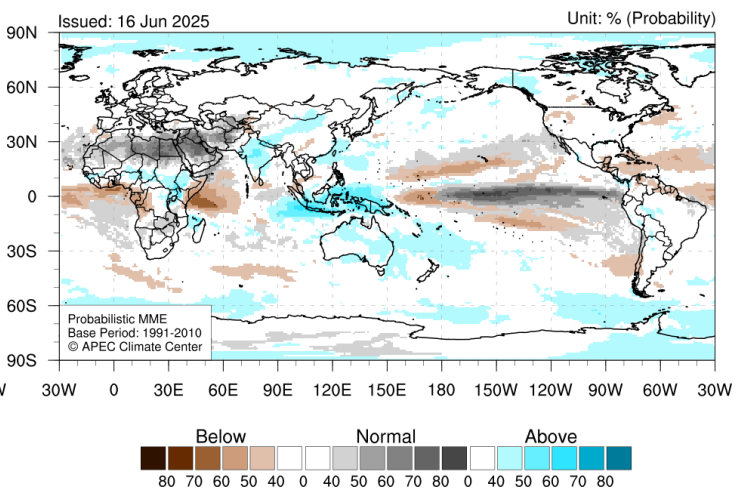 Issued: 16 Jun 2025 Unit: % (Probability)
90N
60N
30N
0
30S
60S
90S
Probabilistic MME
Base Period: 1991-2010
© APEC Climate Center
W 30W 0 30E 60E 90E 120E 150E 180 150W 120W 90W 60W 30W
Below Normal Above
80 70 60 50 40 0 40 50 60 70 80 0 40 50 60 70 80